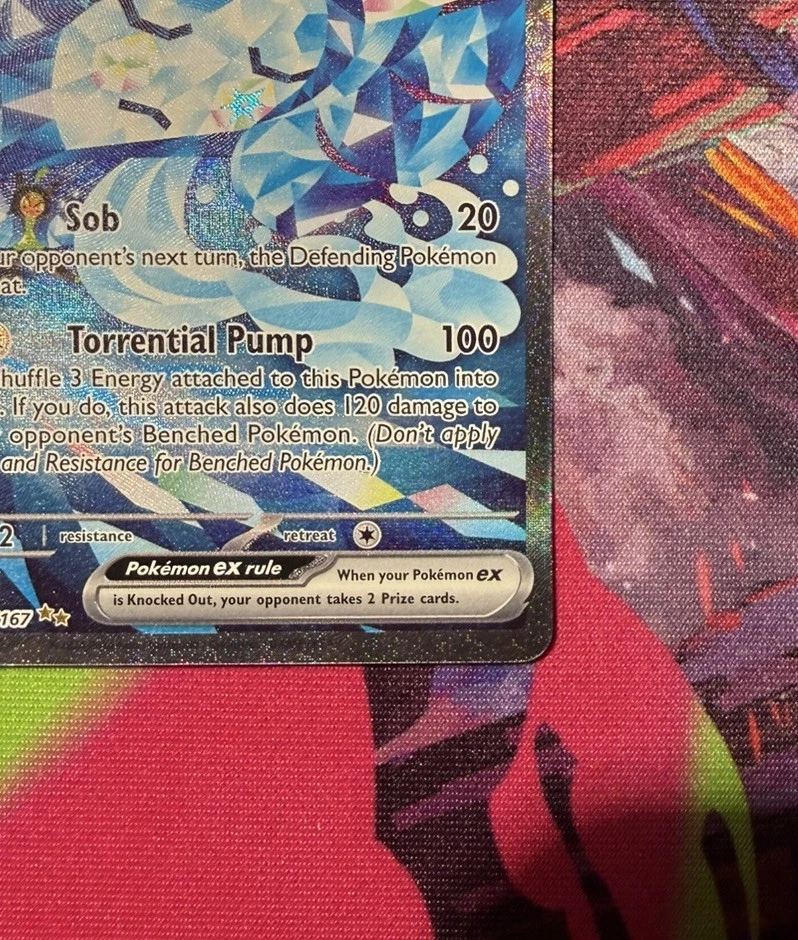 Sob 20
ur opponent's next turn, the Defending Pokémon
at.
Torrential Pump 100
huffle 3 Energy attached to this Pokémon into
. If you do, this attack also does 120 damage to
opponent's Benched Pokémon. (Don't apply
and Resistance for Benched Pokémon.)
2 resistance retreat
Pokémon ex rule When your Pokémon ex
is Knocked Out, your opponent takes 2 Prize cards.
167